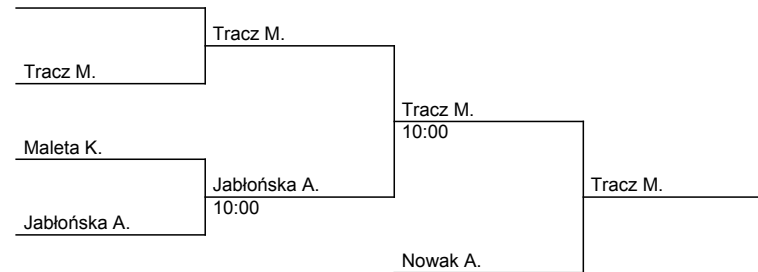 Tracz M.
Tracz M.
Tracz M.
10:00
Maleta K.
Jabłońska A.
Tracz M.
10:00
Jabłońska A.
Nowak A.